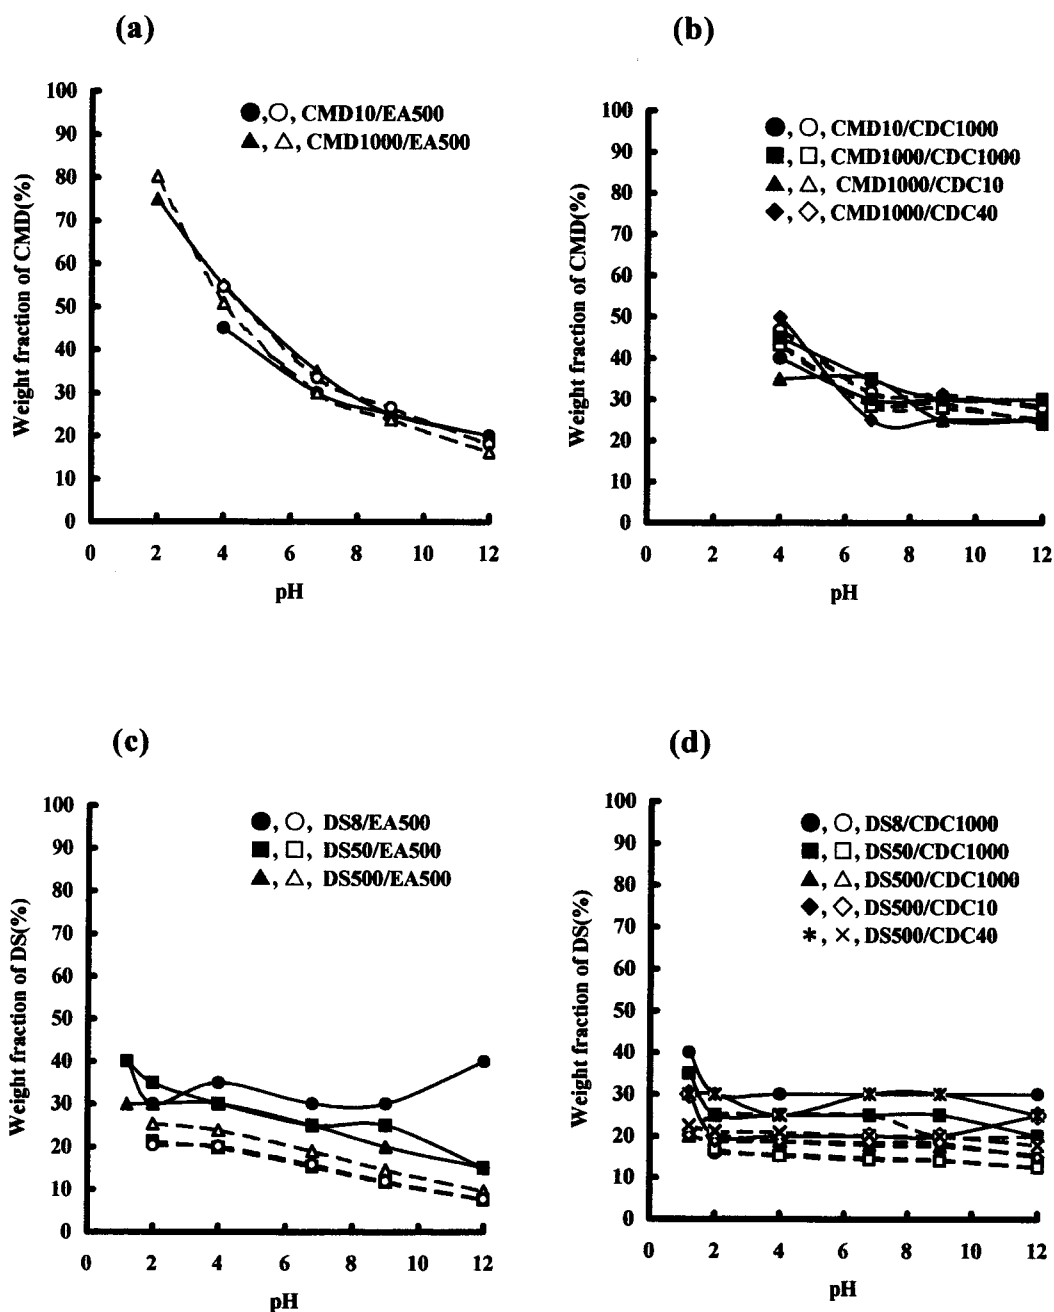 (a)
100
90
80
70
60
50
40
30
20
10
0
Weight fraction of CMD(%)
●,○, CMD10/EA500
▲, △, CMD1000/EA500
0 2 4 6 8 10 12
pH
(b)
100
90
80
70
60
50
40
30
20
10
0
Weight fraction of CMD(%)
●, ○, CMD10/CDC1000
■, □, CMD1000/CDC1000
▲, △, CMD1000/CDC10
◆, ◇, CMD1000/CDC40
0 2 4 6 8 10 12
pH
(c)
100
90
80
70
60
50
40
30
20
10
0
Weight fraction of DS(%)
●, ○, DS8/EA500
■, □, DS50/EA500
▲, △, DS500/EA500
0 2 4 6 8 10 12
pH
(d)
100
90
80
70
60
50
40
30
20
10
0
Weight fraction of DS(%)
●, ○, DS8/CDC1000
■, □, DS50/CDC1000
▲, △, DS500/CDC1000
◆, ◇, DS500/CDC10
*, ×, DS500/CDC40
0 2 4 6 8 10 12
pH